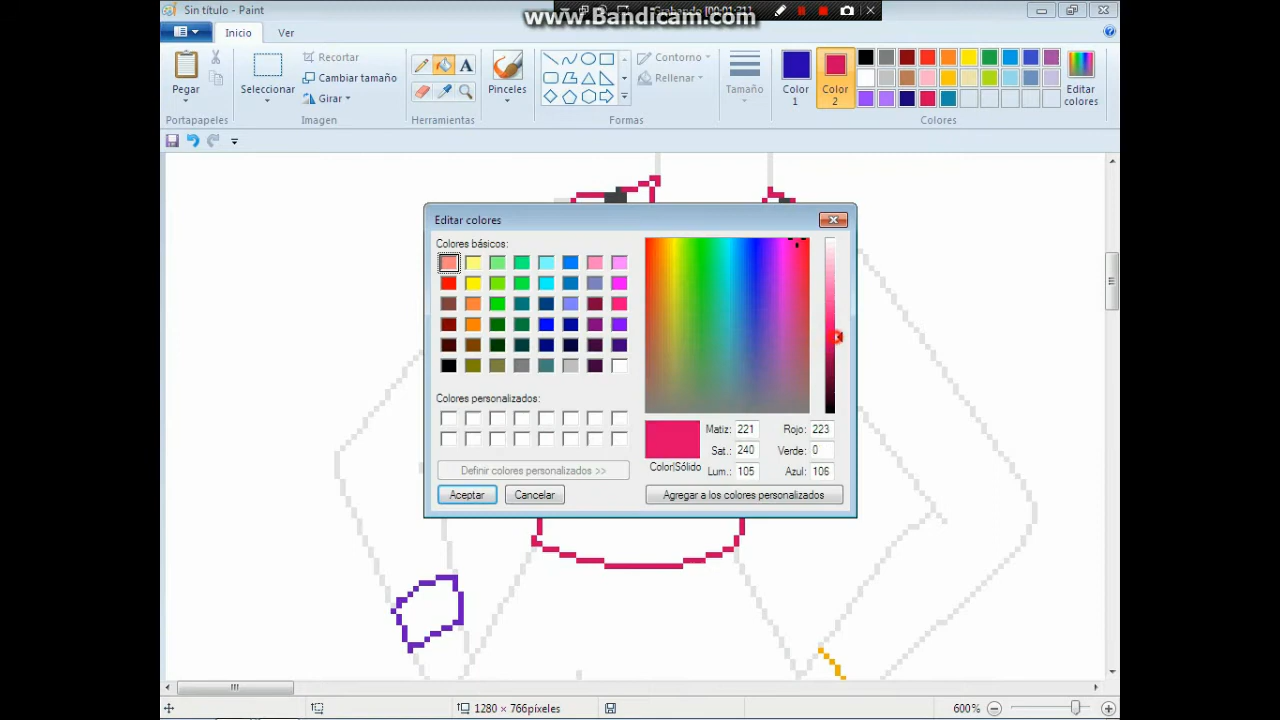 Sin título - Paint
www.Bandicam.com
Inicio
Ver
Pegar
Portapapeles
Seleccionar
Recortar
Cambiar tamaño
Girar
Imagen
Herramientas
Pinceles
Contorno
Rellenar
Formas
Tamaño
Color 1
Color 2
Editar colores
Colores
Editar colores
Colores básicos:
Colores personalizados:
Definir colores personalizados >>
Aceptar
Cancelar
Color|Sólido
Matiz: 221
Sat.: 240
Lum.: 105
Rojo: 223
Verde: 0
Azul: 106
Agregar a los colores personalizados
1280 × 766píxeles
600%